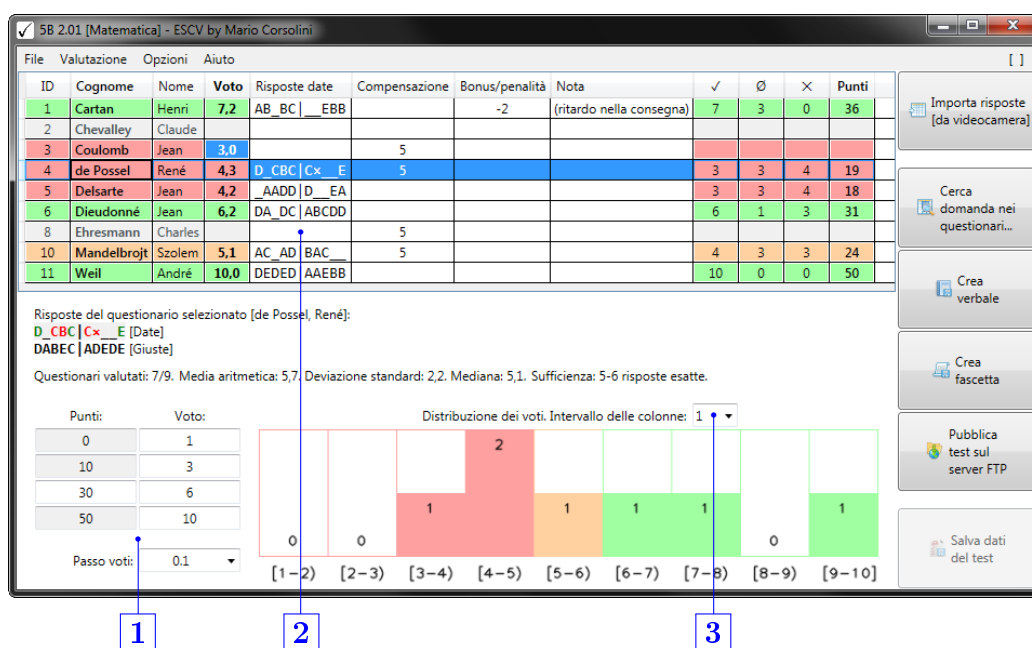 5B 2.01 [Matematica] - ESCV by Mario Corsolini
File Valutazione Opzioni Aiuto [ ]
ID Cognome Nome Voto Risposte date Compensazione Bonus/penalità Nota ✓ Ø × Punti
1 Cartan Henri 7,2 AB_BC|__EBB -2 (ritardo nella consegna) 7 3 0 36
2 Chevalley Claude
3 Coulomb Jean 3,0 5
4 de Possel René 4,3 D_CBC|C×__E 5 3 3 4 19
5 Delsarte Jean 4,2 _AADD|D__EA 3 3 4 18
6 Dieudonné Jean 6,2 DA_DC|ABCDD 6 1 3 31
8 Ehresmann Charles 5
10 Mandelbrojt Szolem 5,1 AC_AD|BAC__ 5 4 3 3 24
11 Weil André 10,0 DEDED|AAEBB 10 0 0 50
Importa risposte
[da videocamera]
Cerca
domanda nei
questionari...
Crea
verbale
Crea
fascetta
Pubblica
test sul
server FTP
Salva dati
del test
Risposte del questionario selezionato [de Possel, René]:
D_CBC|C×__E [Date]
DABEC|ADEDE [Giuste]
Questionari valutati: 7/9. Media aritmetica: 5,7. Deviazione standard: 2,2. Mediana: 5,1. Sufficienza: 5-6 risposte esatte.
Punti: Voto:
0 1
10 3
30 6
50 10
Passo voti: 0.1
Distribuzione dei voti. Intervallo delle colonne: 1
0 0 1 2 1 1 1 0 1
[1-2) [2-3) [3-4) [4-5) [5-6) [6-7) [7-8) [8-9) [9-10]
1 2 3